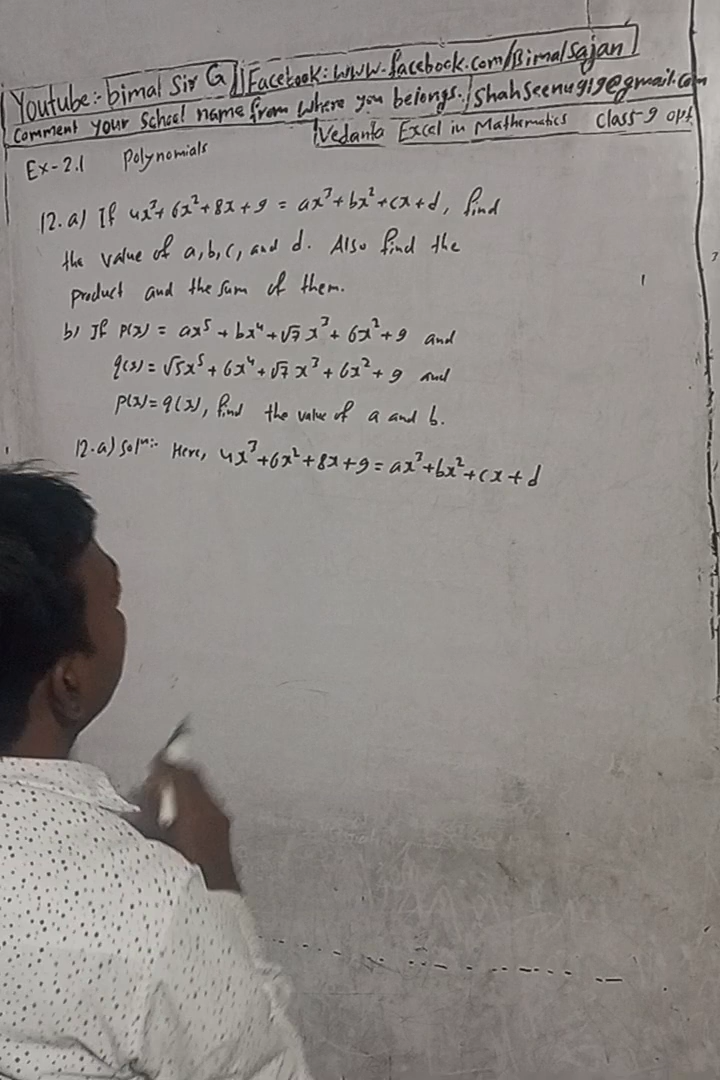 Youtube:- bimal Sir G || Facebook: www.facebook.com/Bimalsajan
Comment your School name from where you belongs. / Shahseenu919@gmail.com
Vedanta Excel in Mathematics Class-9 opt
Ex-2.1 Polynomials
12. a) If 4x³+6x²+8x+9 = ax³+bx²+cx+d, find
the value of a, b, c, and d. Also find the
product and the sum of them.
b) If p(x) = ax⁵ + bx⁴ + √7 x³ + 6x² + 9 and
q(x) = √5x⁵ + 6x⁴ + √7 x³ + 6x² + 9 and
p(x) = q(x), find the value of a and b.
12. a) Solⁿ:- Here, 4x³+6x²+8x+9 = ax³+bx²+cx+d